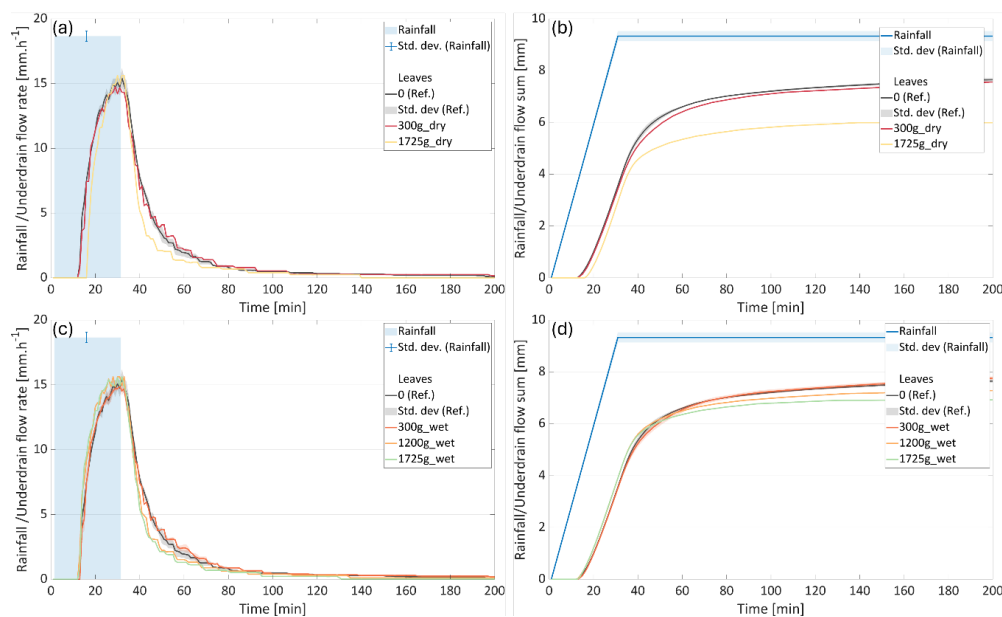 (a)
Rainfall /Underdrain flow rate [mm.h-1]
20
15
10
5
0
0 20 40 60 80 100 120 140 160 180 200
Time [min]
Rainfall
Std. dev. (Rainfall)
Leaves
0 (Ref.)
Std. dev (Ref.)
300g_dry
1725g_dry
(b)
Rainfall/Underdrain flow sum [mm]
10
8
6
4
2
0
0 20 40 60 80 100 120 140 160 180 200
Time [min]
Rainfall
Std. dev (Rainfall)
Leaves
0 (Ref.)
Std. dev (Ref.)
300g_dry
1725g_dry
(c)
Rainfall /Underdrain flow rate [mm.h-1]
20
15
10
5
0
0 20 40 60 80 100 120 140 160 180 200
Time [min]
Rainfall
Std. dev. (Rainfall)
Leaves
0 (Ref.)
Std. dev (Ref.)
300g_wet
1200g_wet
1725g_wet
(d)
Rainfall/Underdrain flow sum [mm]
10
8
6
4
2
0
0 20 40 60 80 100 120 140 160 180 200
Time [min]
Rainfall
Std. dev (Rainfall)
Leaves
0 (Ref.)
Std. dev (Ref.)
300g_wet
1200g_wet
1725g_wet